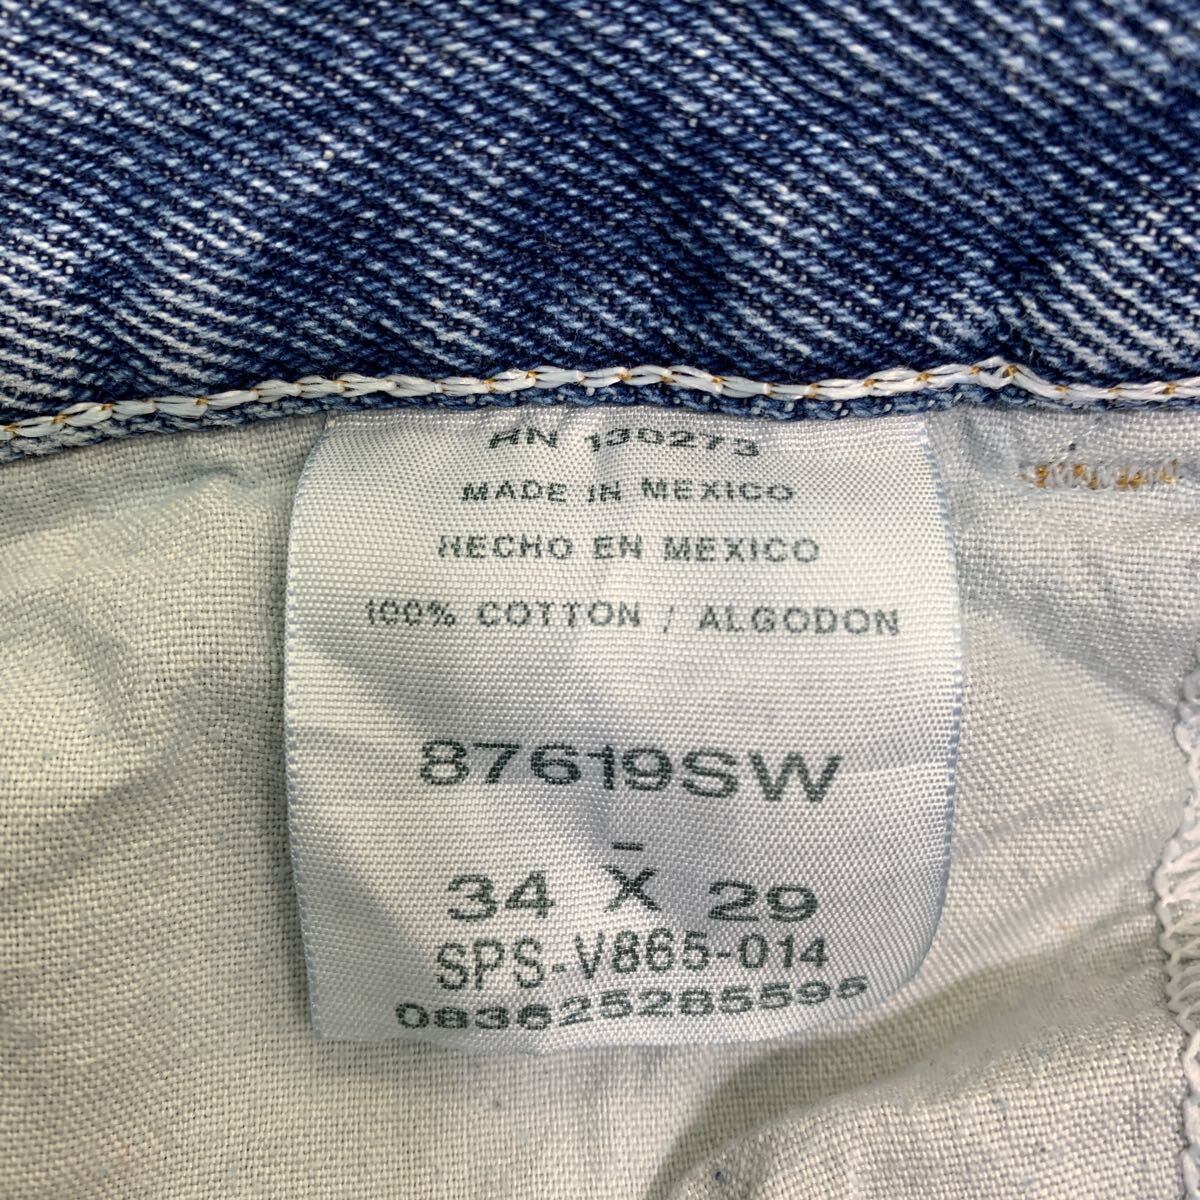 RN 130273
MADE IN MEXICO
HECHO EN MEXICO
100% COTTON / ALGODON
87619SW
-
34 X 29
SPS-V865-014
083625285596